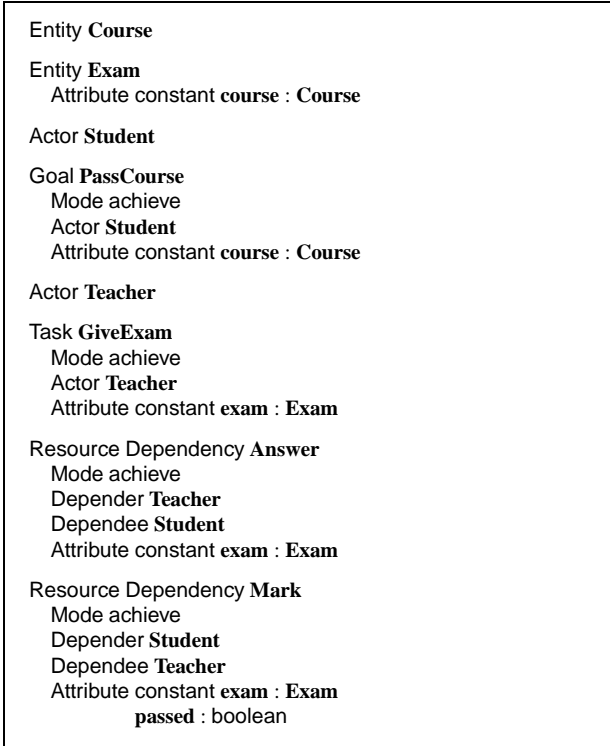 Entity Course
Entity Exam
Attribute constant course : Course
Actor Student
Goal PassCourse
Mode achieve
Actor Student
Attribute constant course : Course
Actor Teacher
Task GiveExam
Mode achieve
Actor Teacher
Attribute constant exam : Exam
Resource Dependency Answer
Mode achieve
Depender Teacher
Dependee Student
Attribute constant exam : Exam
Resource Dependency Mark
Mode achieve
Depender Student
Dependee Teacher
Attribute constant exam : Exam
passed : boolean